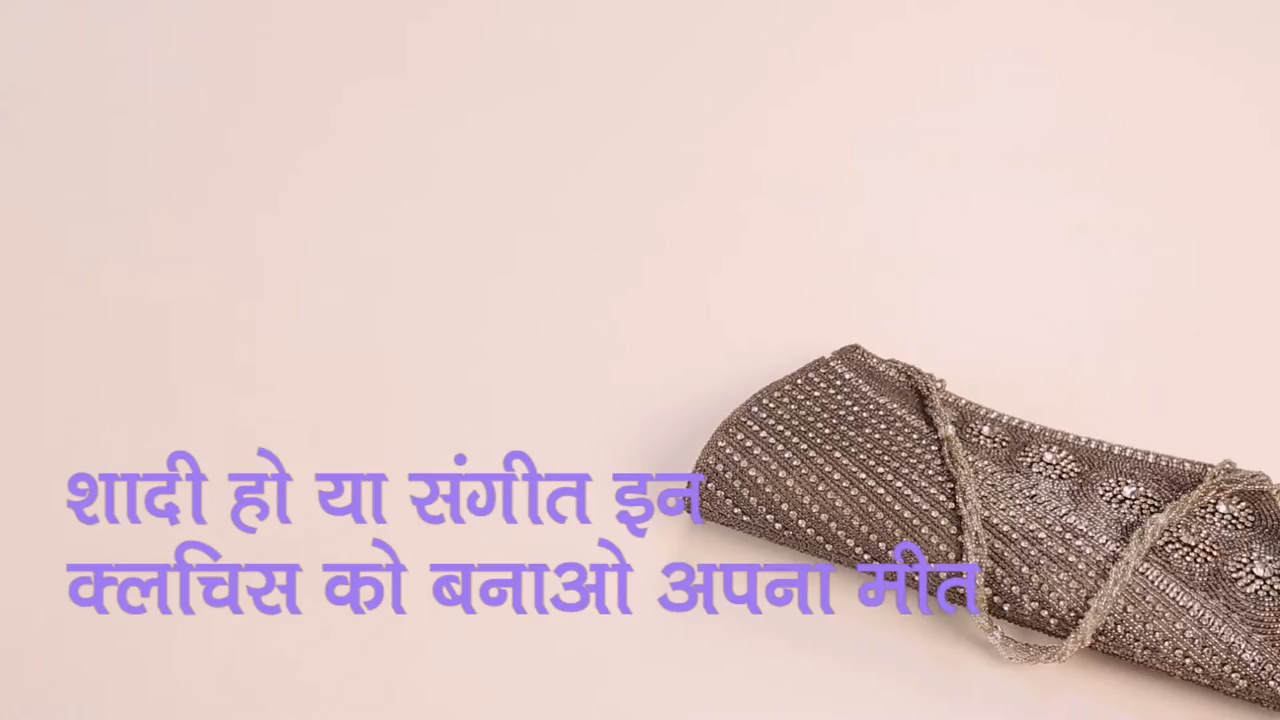 शादी हो या संगीत इन
क्लचिस को बनाओ अपना मीत